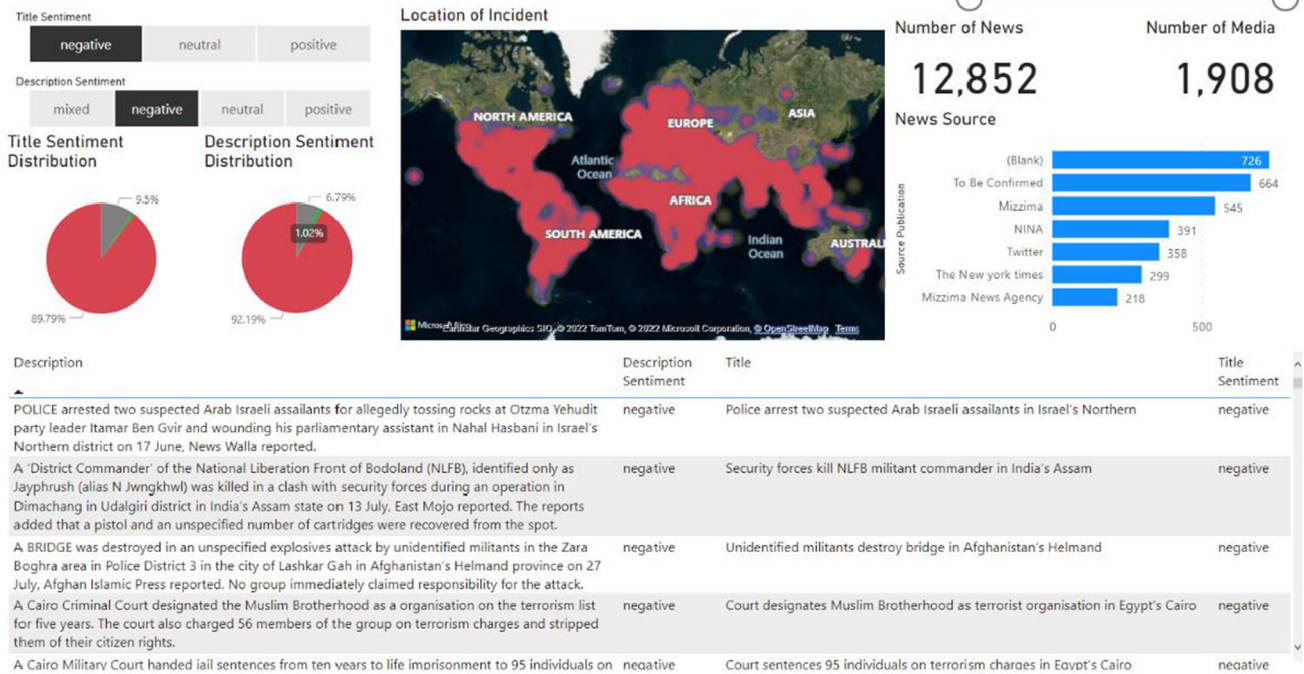 Title Sentiment
negative neutral positive
Description Sentiment
mixed negative neutral positive
Title Sentiment
Distribution
9.5%
89.79%
Description Sentiment
Distribution
6.79%
1.02%
92.19%
Location of Incident
NORTH AMERICA
EUROPE
ASIA
Atlantic
Ocean
AFRICA
SOUTH AMERICA
Indian
Ocean
AUSTRAL
Geographics SIO, © 2022 TomTom, © 2022 Microsoft Corporation, © OpenStreetMap Terms
Number of News
12,852
Number of Media
1,908
News Source
Source Publication
(Blank) 726
To Be Confirmed 664
Mizzima 545
NINA 391
Twitter 358
The New york times 299
Mizzima News Agency 218
0 500
Description
Description
Sentiment
Title
Title
Sentiment
POLICE arrested two suspected Arab Israeli assailants for allegedly tossing rocks at Otzma Yehudit
party leader Itamar Ben Gvir and wounding his parliamentary assistant in Nahal Hasbani in Israel's
Northern district on 17 June, News Walla reported.
negative
Police arrest two suspected Arab Israeli assailants in Israel's Northern
negative
A 'District Commander' of the National Liberation Front of Bodoland (NLFB), identified only as
Jayphrush (alias N Jwngkhwl) was killed in a clash with security forces during an operation in
Dimachang in Udalgiri district in India's Assam state on 13 July, East Mojo reported. The reports
added that a pistol and an unspecified number of cartridges were recovered from the spot.
negative
Security forces kill NLFB militant commander in India's Assam
negative
A BRIDGE was destroyed in an unspecified explosives attack by unidentified militants in the Zara
Boghra area in Police District 3 in the city of Lashkar Gah in Afghanistan's Helmand province on 27
July, Afghan Islamic Press reported. No group immediately claimed responsibility for the attack.
negative
Unidentified militants destroy bridge in Afghanistan's Helmand
negative
A Cairo Criminal Court designated the Muslim Brotherhood as a organisation on the terrorism list
for five years. The court also charged 56 members of the group on terrorism charges and stripped
them of their citizen rights.
negative
Court designates Muslim Brotherhood as terrorist organisation in Egypt's Cairo
negative
A Cairo Military Court handed jail sentences from ten years to life imprisonment to 95 individuals on
negative
Court sentences 95 individuals on terrorism charges in Egypt's Cairo
negative